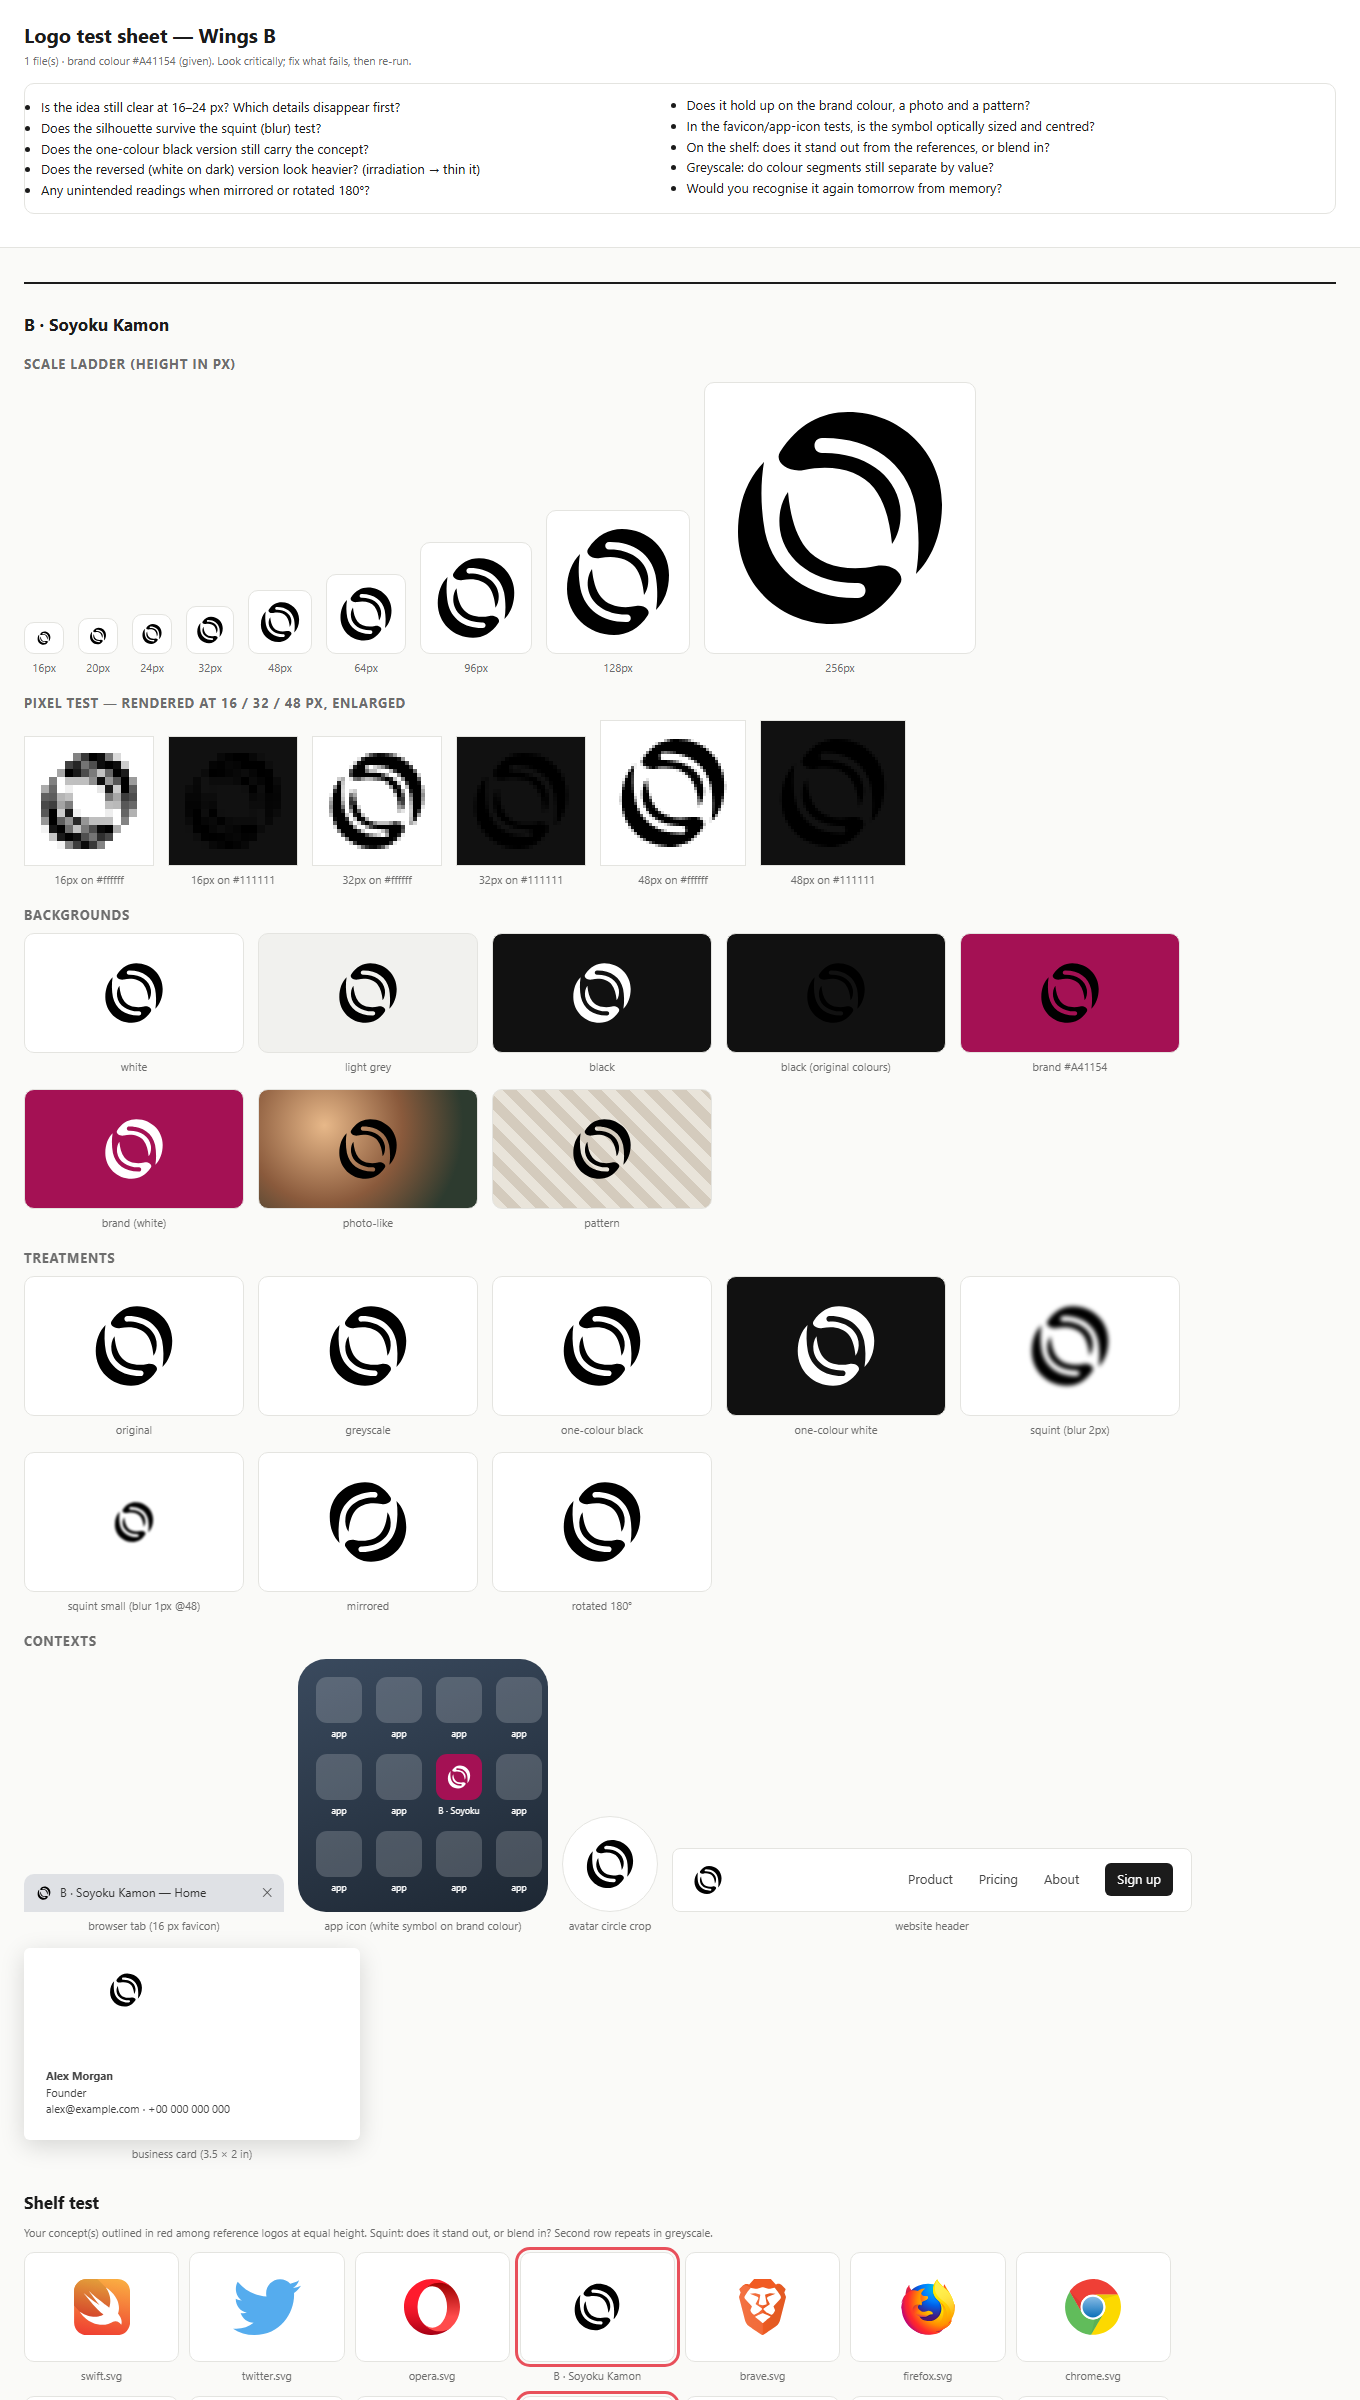 Logo test sheet — Wings B
1 file(s) · brand colour #A41154 (given). Look critically; fix what fails, then re-run.
Is the idea still clear at 16–24 px? Which details disappear first?
Does the silhouette survive the squint (blur) test?
Does the one-colour black version still carry the concept?
Does the reversed (white on dark) version look heavier? (irradiation → thin it)
Any unintended readings when mirrored or rotated 180°?
Does it hold up on the brand colour, a photo and a pattern?
In the favicon/app-icon tests, is the symbol optically sized and centred?
On the shelf: does it stand out from the references, or blend in?
Greyscale: do colour segments still separate by value?
Would you recognise it again tomorrow from memory?
B · Soyoku Kamon
SCALE LADDER (HEIGHT IN PX)
16px 20px 24px 32px 48px 64px 96px 128px 256px
PIXEL TEST — RENDERED AT 16 / 32 / 48 PX, ENLARGED
16px on #ffffff 16px on #111111 32px on #ffffff 32px on #111111 48px on #ffffff 48px on #111111
BACKGROUNDS
white light grey black black (original colours) brand #A41154
brand (white) photo-like pattern
TREATMENTS
original greyscale one-colour black one-colour white squint (blur 2px)
squint small (blur 1px @48) mirrored rotated 180°
CONTEXTS
app app app app
app app B · Soyoku app
app app app app
B · Soyoku Kamon — Home ×
Product Pricing About Sign up
browser tab (16 px favicon) app icon (white symbol on brand colour) avatar circle crop website header
Alex Morgan
Founder
alex@example.com · +00 000 000 000
business card (3.5 × 2 in)
Shelf test
Your concept(s) outlined in red among reference logos at equal height. Squint: does it stand out, or blend in? Second row repeats in greyscale.
swift.svg twitter.svg opera.svg B · Soyoku Kamon brave.svg firefox.svg chrome.svg